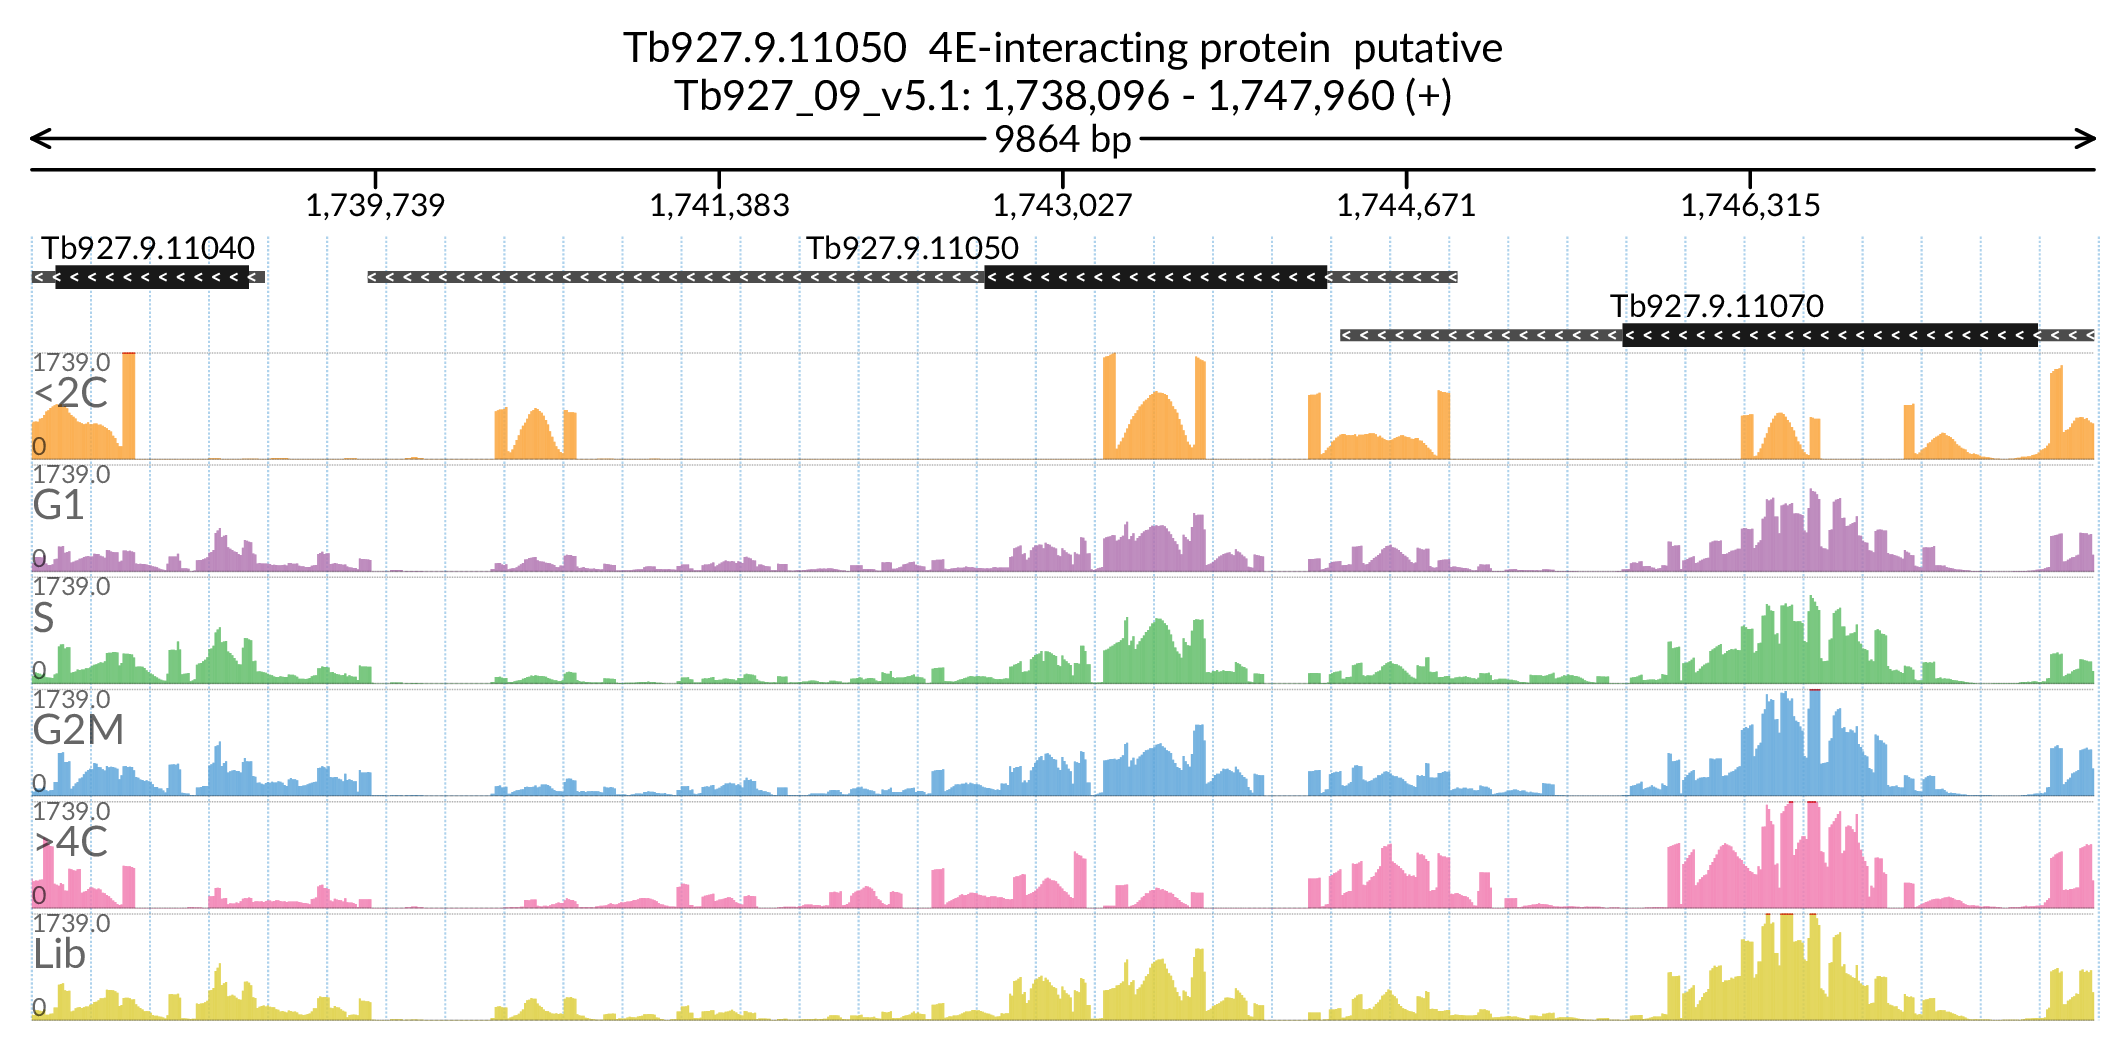 Tb927.9.11050  4E-interacting protein  putative
Tb927_09_v5.1: 1,738,096 - 1,747,960 (+)
9864 bp
1,739,739 1,741,383 1,743,027 1,744,671 1,746,315
Tb927.9.11040 Tb927.9.11050
Tb927.9.11070
1739.0
<2C
0
1739.0
G1
0
1739.0
S
0
1739.0
G2M
0
1739.0
>4C
0
1739.0
Lib
0